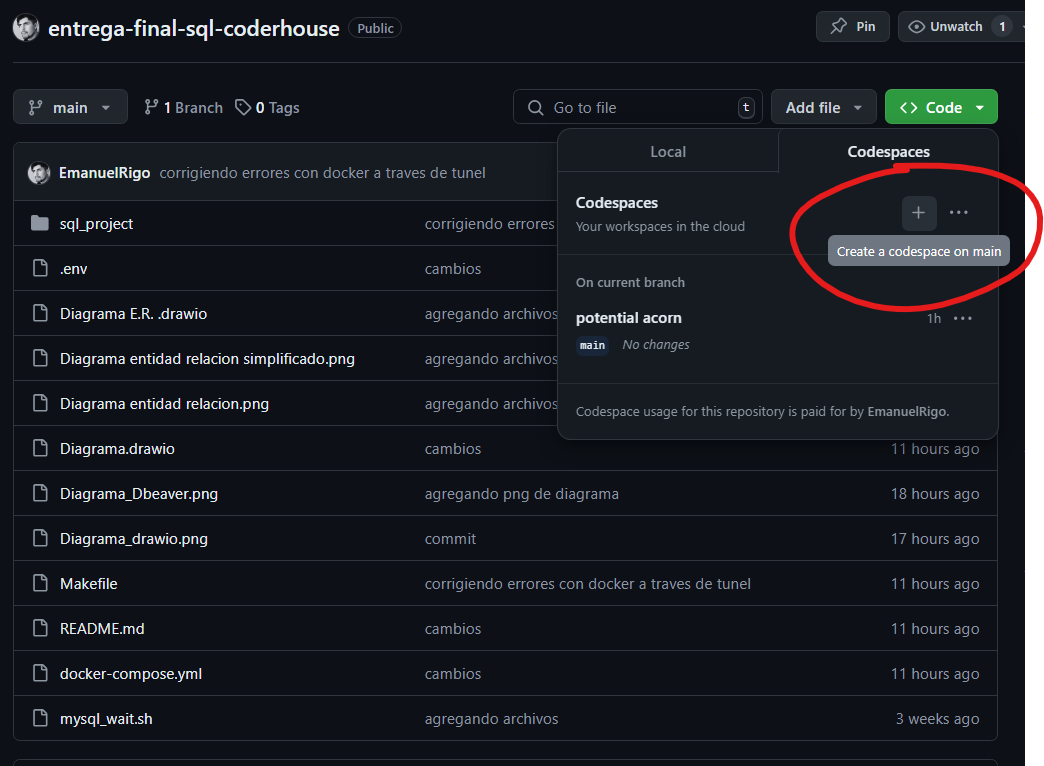 entrega-final-sql-coderhouse Public Pin Unwatch 1
main 1 Branch 0 Tags Go to file t Add file <> Code
Local Codespaces
EmanuelRigo corrigiendo errores con docker a traves de tunel
Codespaces
Your workspaces in the cloud
+ ...
Create a codespace on main
On current branch
potential acorn 1h ...
main No changes
Codespace usage for this repository is paid for by EmanuelRigo.
sql_project corrigiendo errores
.env cambios
Diagrama E.R. .drawio agregando archivos
Diagrama entidad relacion simplificado.png agregando archivos
Diagrama entidad relacion.png agregando archivos
Diagrama.drawio cambios 11 hours ago
Diagrama_Dbeaver.png agregando png de diagrama 18 hours ago
Diagrama_drawio.png commit 17 hours ago
Makefile corrigiendo errores con docker a traves de tunel 11 hours ago
README.md cambios 11 hours ago
docker-compose.yml cambios 11 hours ago
mysql_wait.sh agregando archivos 3 weeks ago